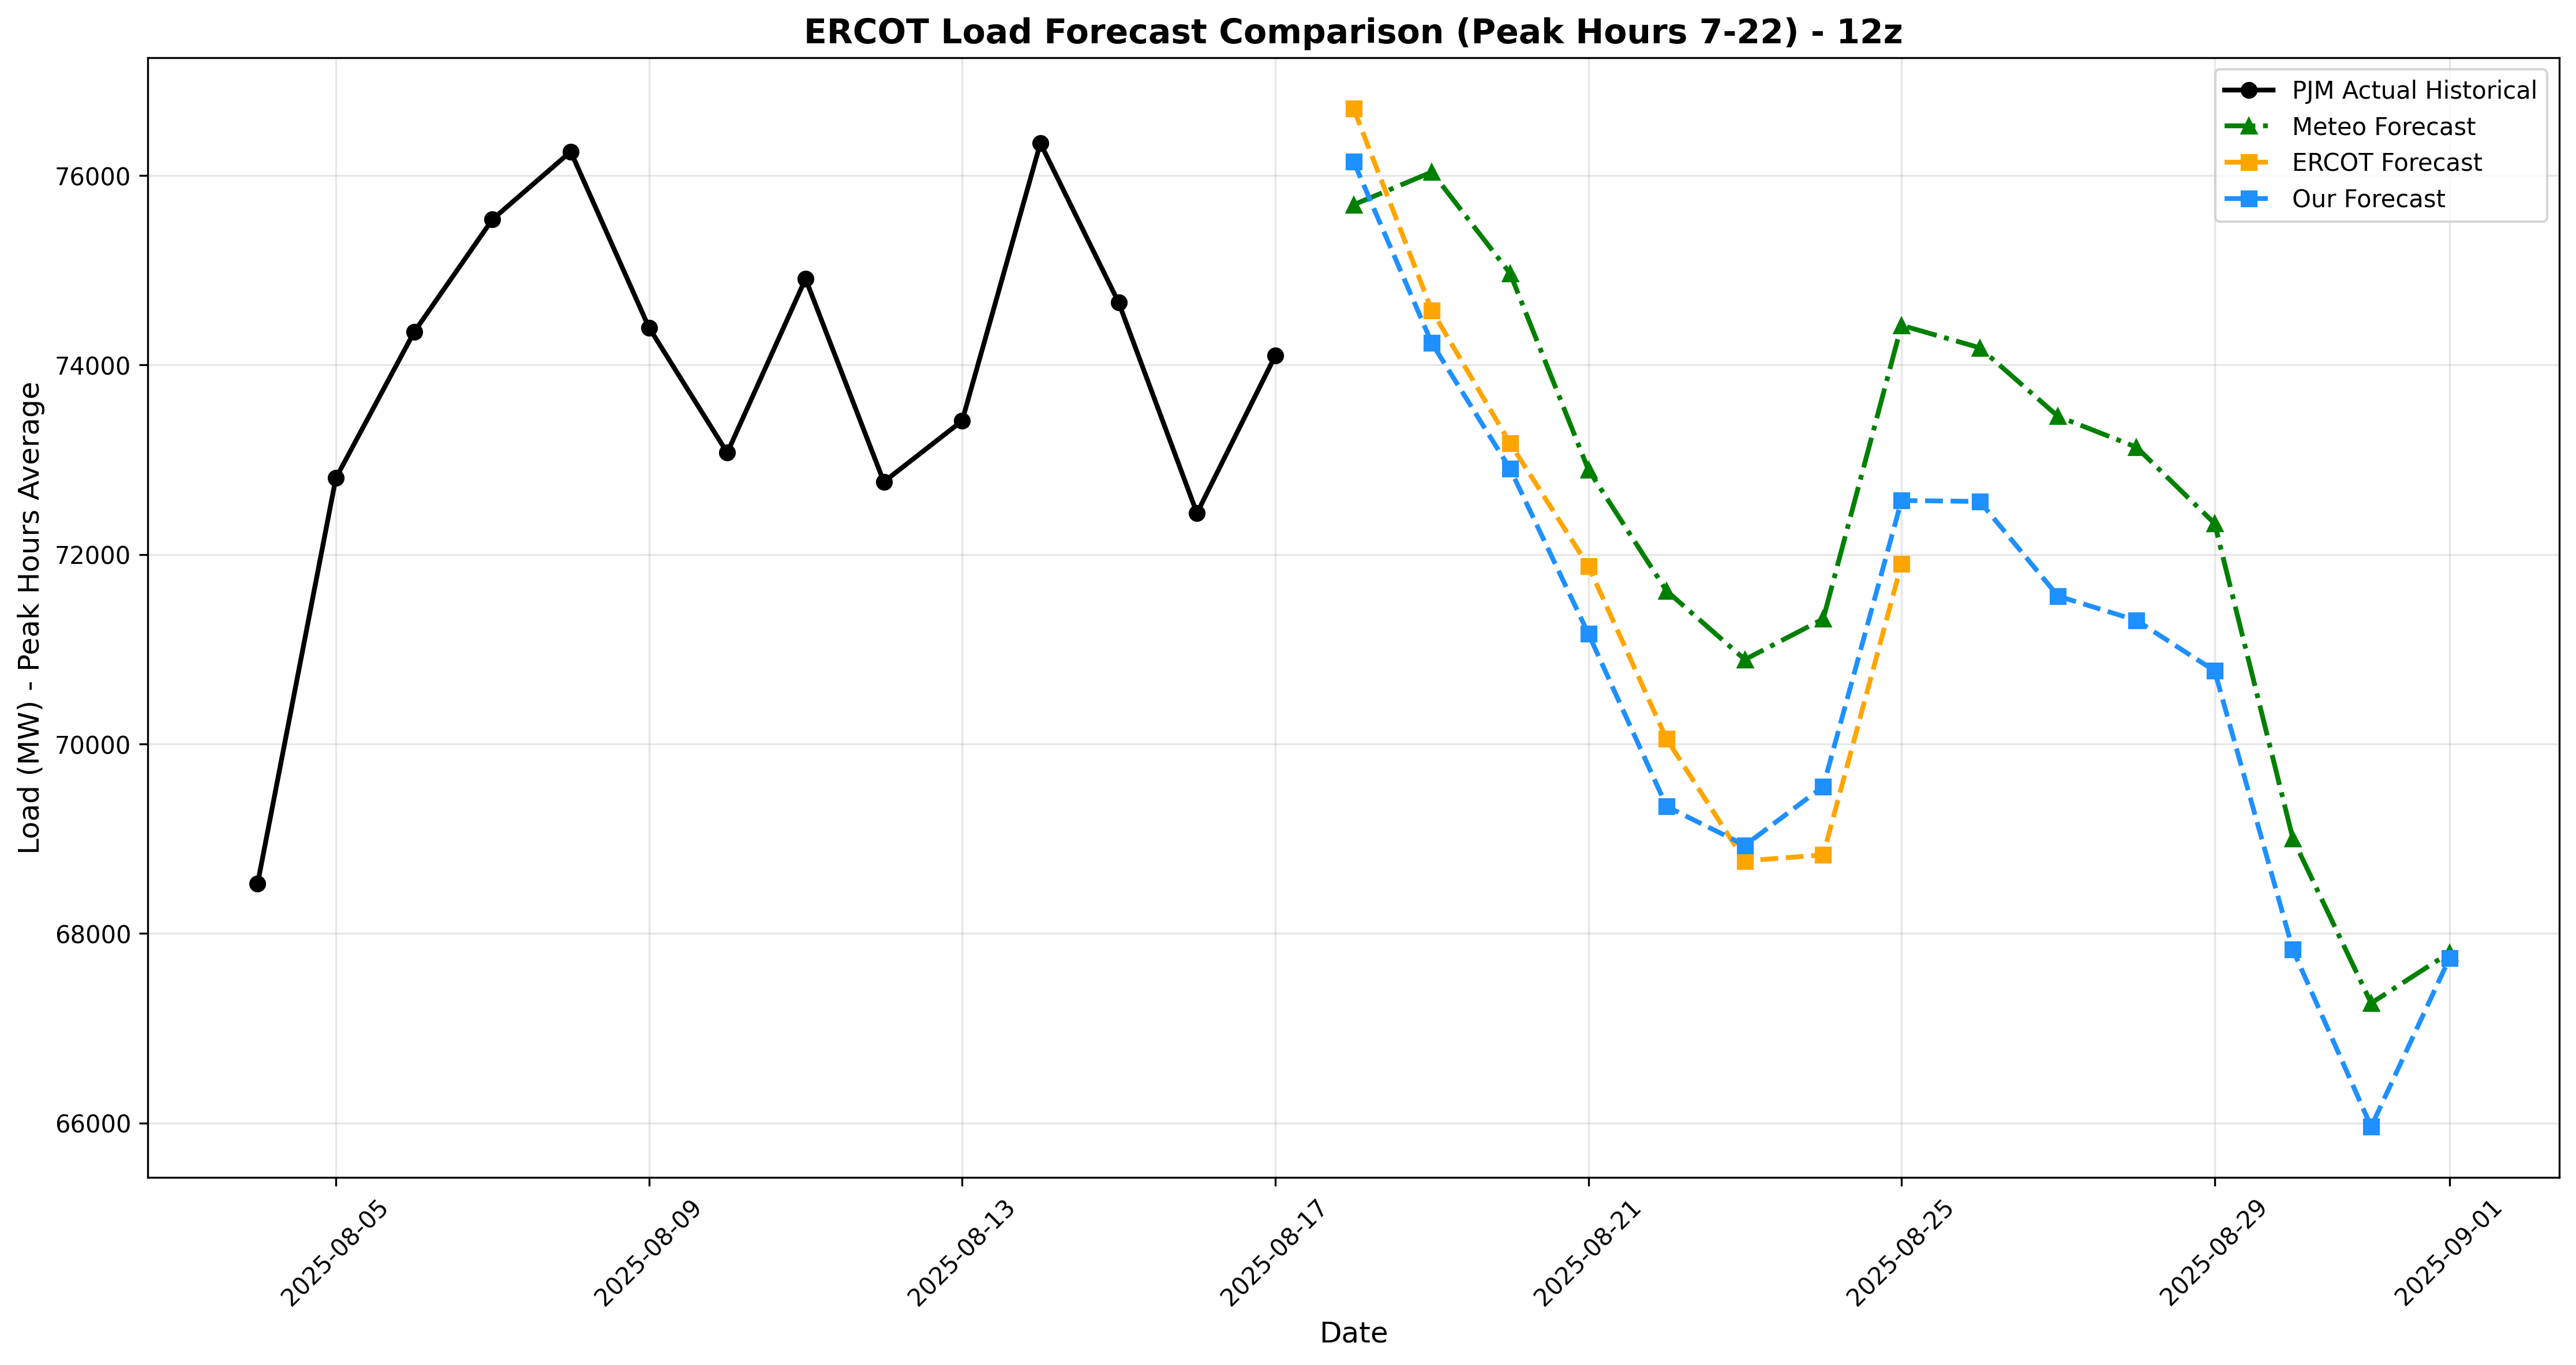 ERCOT Load Forecast Comparison (Peak Hours 7-22) - 12z
PJM Actual Historical
Meteo Forecast
ERCOT Forecast
Our Forecast
Load (MW) - Peak Hours Average
76000
74000
72000
70000
68000
66000
2025-08-05
2025-08-09
2025-08-13
2025-08-17
2025-08-21
2025-08-25
2025-08-29
2025-09-01
Date